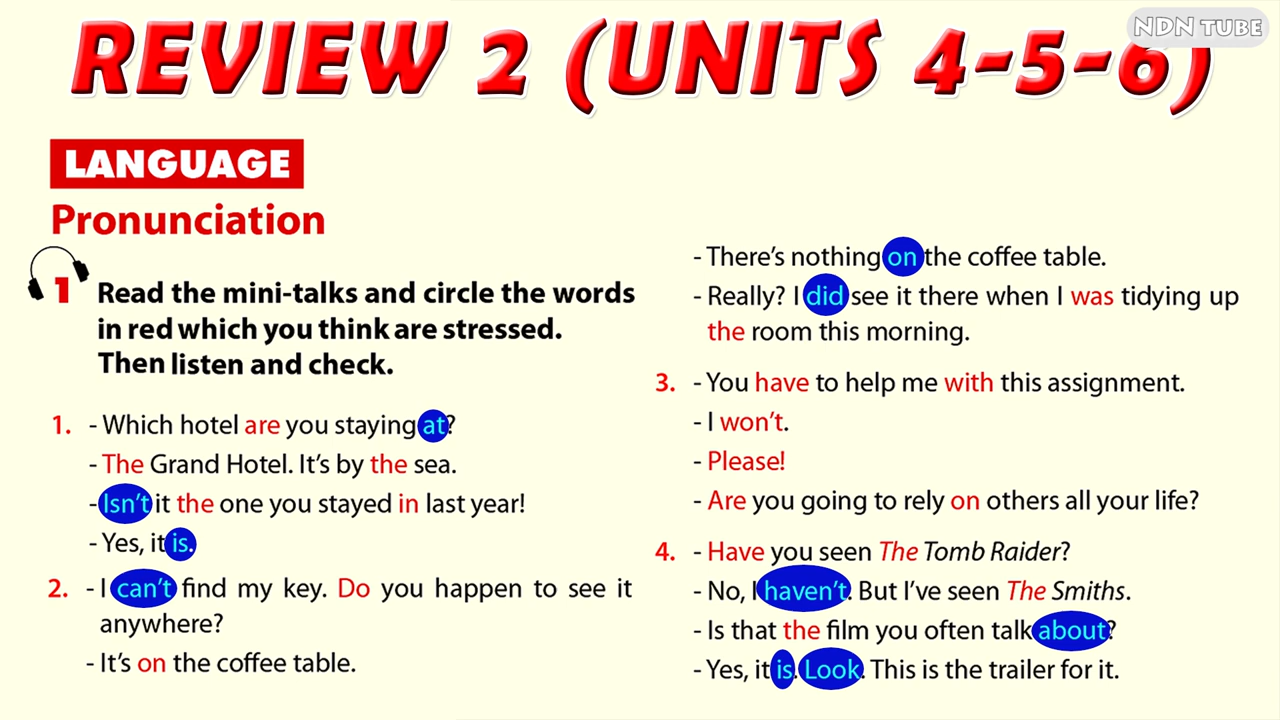 REVIEW 2 (UNITS 4-5-6)
NDN TUBE
LANGUAGE
Pronunciation
1 Read the mini-talks and circle the words
in red which you think are stressed.
Then listen and check.
1. - Which hotel are you staying at?
- The Grand Hotel. It's by the sea.
- Isn't it the one you stayed in last year!
- Yes, it is.
2. - I can't find my key. Do you happen to see it
anywhere?
- It's on the coffee table.
- There's nothing on the coffee table.
- Really? I did see it there when I was tidying up
the room this morning.
3. - You have to help me with this assignment.
- I won't.
- Please!
- Are you going to rely on others all your life?
4. - Have you seen The Tomb Raider?
- No, I haven't. But I've seen The Smiths.
- Is that the film you often talk about?
- Yes, it is. Look. This is the trailer for it.